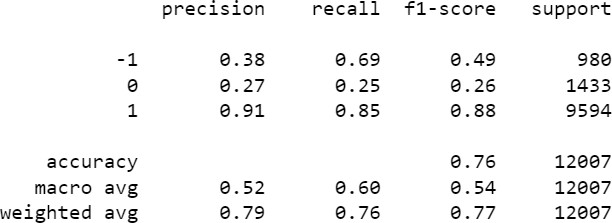 precision recall f1-score support
-1 0.38 0.69 0.49 980
0 0.27 0.25 0.26 1433
1 0.91 0.85 0.88 9594
accuracy 0.76 12007
macro avg 0.52 0.60 0.54 12007
weighted avg 0.79 0.76 0.77 12007